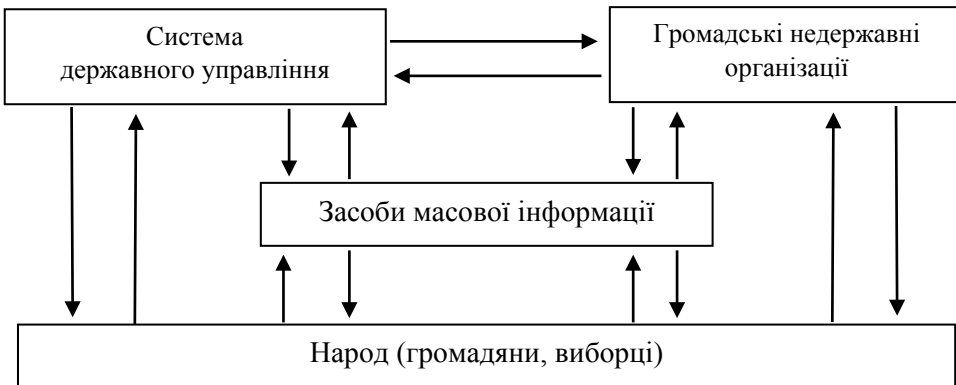 Система
державного управління
Громадські недержавні
організації
Засоби масової інформації
Народ (громадяни, виборці)